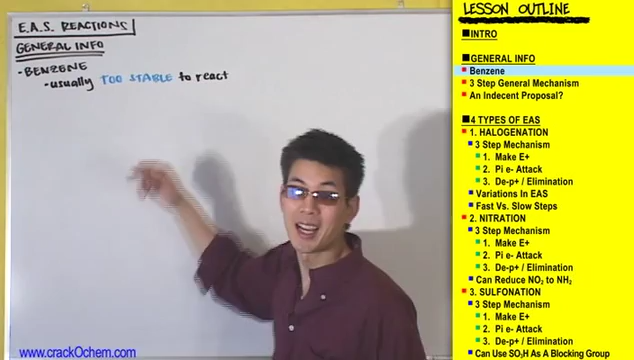 E.A.S. REACTIONS
GENERAL INFO
-BENZENE
-usually TOO STABLE to react
www.crackOchem.com
LESSON OUTLINE
INTRO
GENERAL INFO
Benzene
3 Step General Mechanism
An Indecent Proposal?
4 TYPES OF EAS
1. HALOGENATION
3 Step Mechanism
1. Make E+
2. Pi e- Attack
3. De-p+ / Elimination
Variations In EAS
Fast Vs. Slow Steps
2. NITRATION
3 Step Mechanism
1. Make E+
2. Pi e- Attack
3. De-p+ / Elimination
Can Reduce NO₂ to NH₂
3. SULFONATION
3 Step Mechanism
1. Make E+
2. Pi e- Attack
3. De-p+ / Elimination
Can Use SO₃H As A Blocking Group